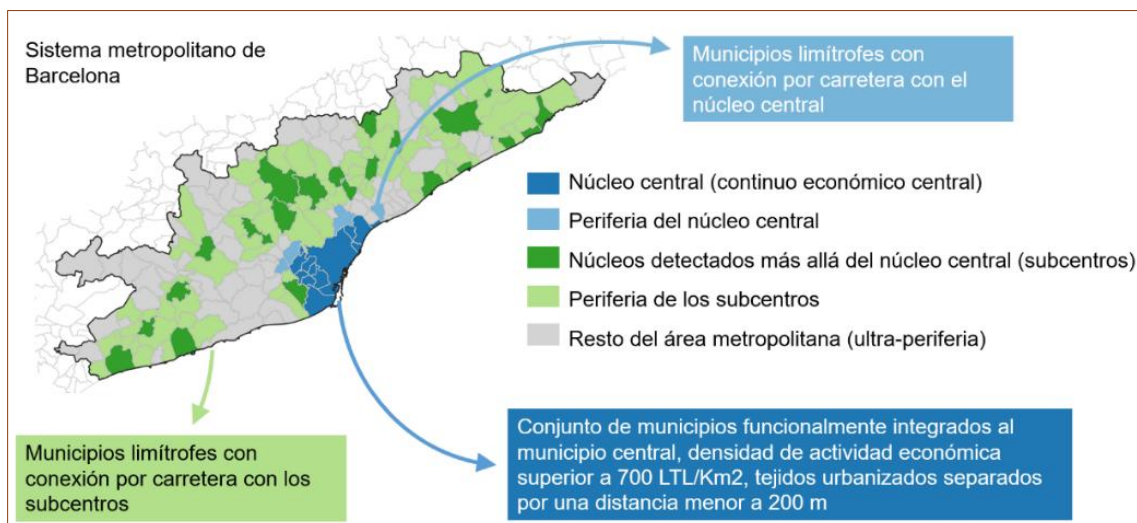 Sistema metropolitano de
Barcelona
Municipios limítrofes con
conexión por carretera con el
núcleo central
Núcleo central (continuo económico central)
Periferia del núcleo central
Núcleos detectados más allá del núcleo central (subcentros)
Periferia de los subcentros
Resto del área metropolitana (ultra-periferia)
Municipios limítrofes con
conexión por carretera con los
subcentros
Conjunto de municipios funcionalmente integrados al
municipio central, densidad de actividad económica
superior a 700 LTL/Km2, tejidos urbanizados separados
por una distancia menor a 200 m